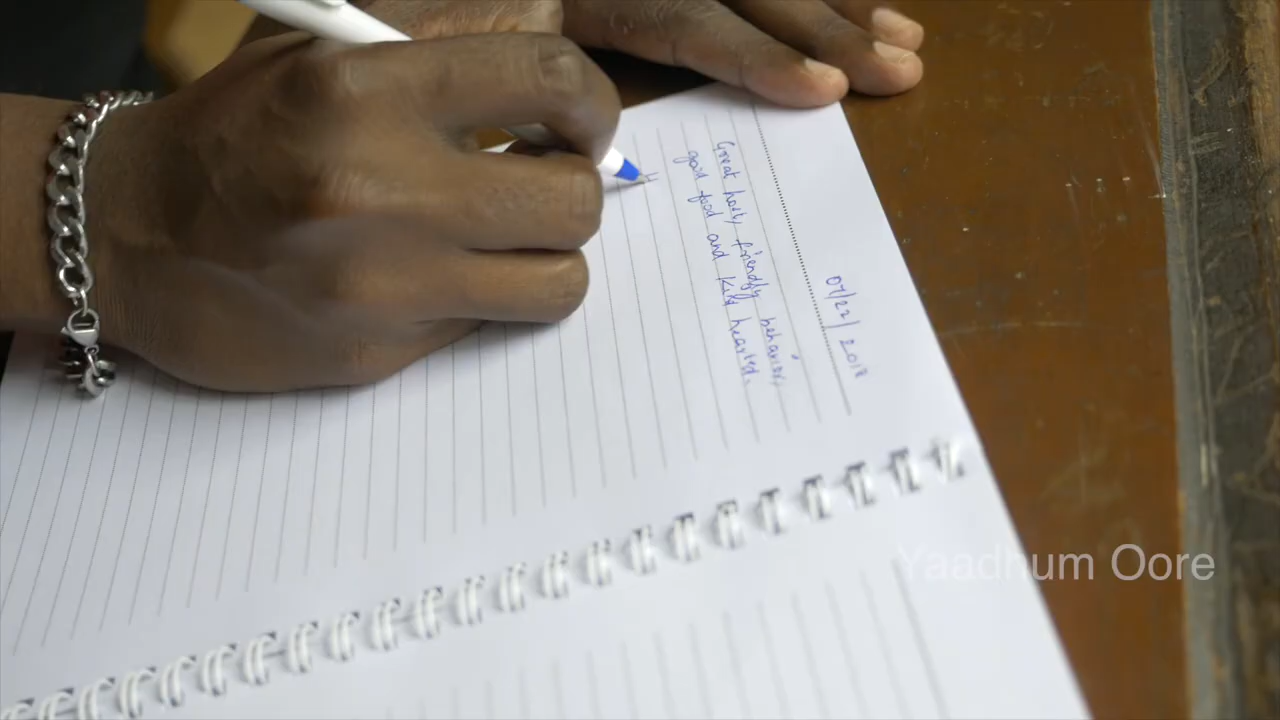 07/22/2018
Great host, friendly behavior,
good food and kind hearted.
Yaadhum Oore